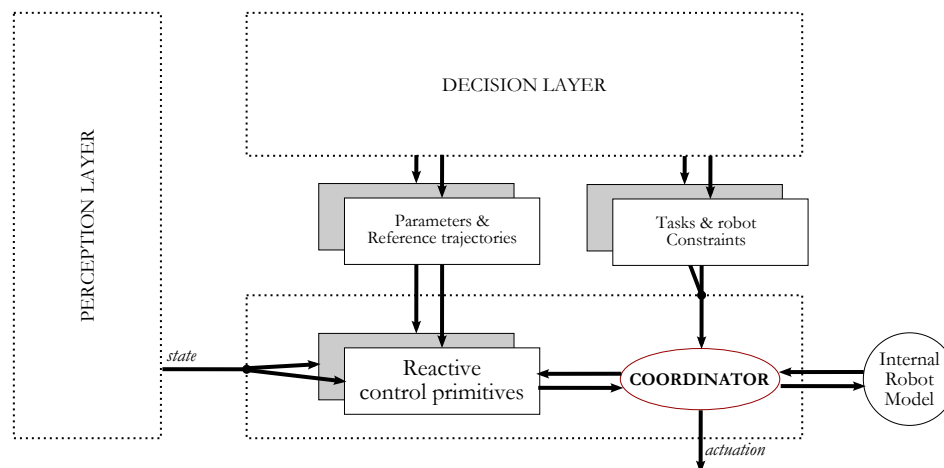 DECISION LAYER
PERCEPTION LAYER
Parameters &
Reference trajectories
Tasks & robot
Constraints
state
Reactive
control primitives
COORDINATOR
Internal
Robot
Model
actuation